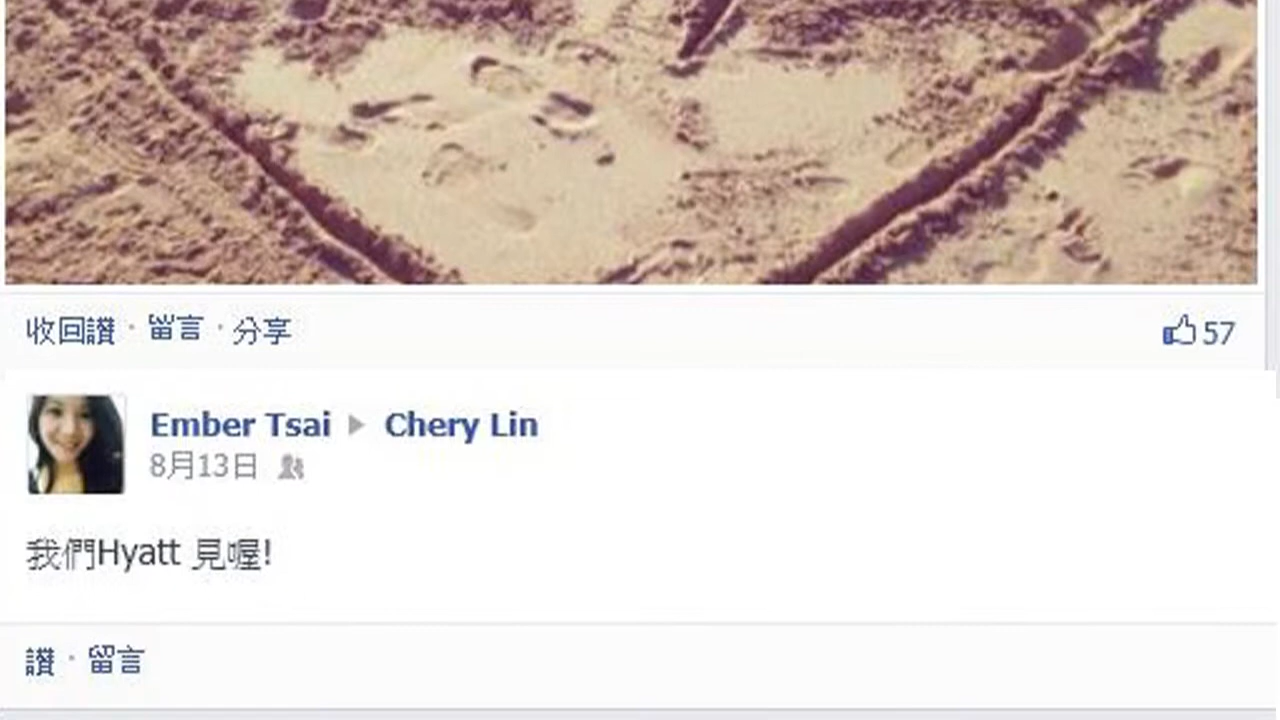 收回讚 · 留言 · 分享
57
Ember Tsai ▶ Chery Lin
8月13日
我們Hyatt 見喔!
讚 · 留言